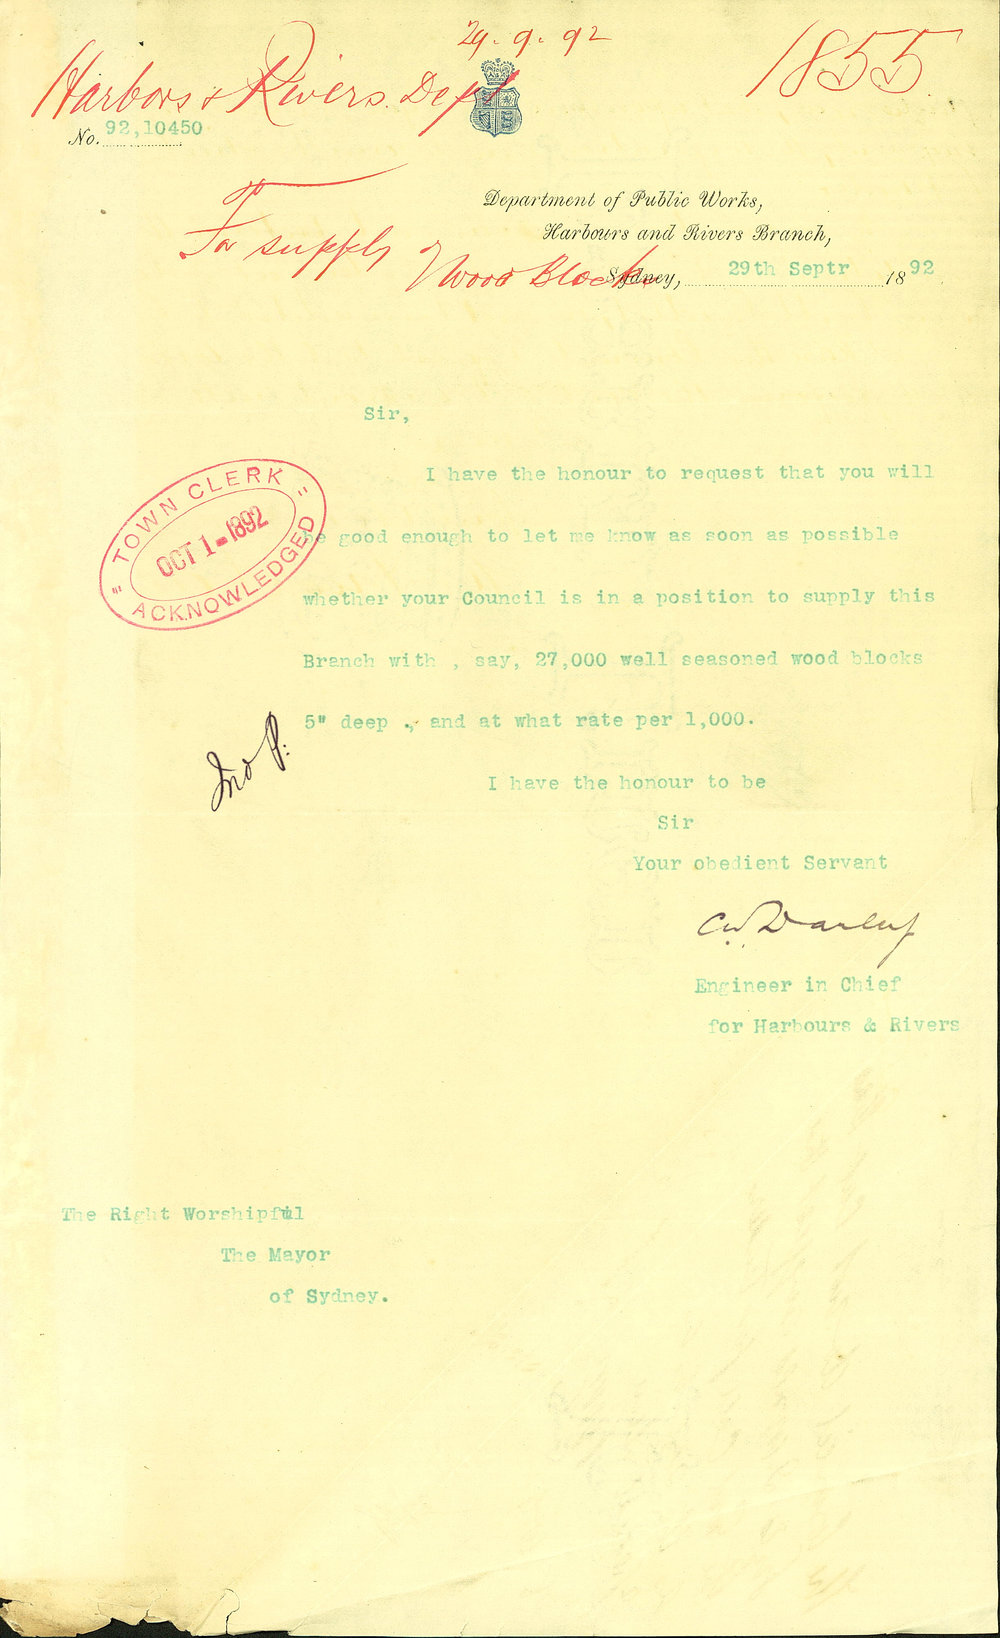 29.9.92
1855
Harbors & Rivers Dept
No. 92,10450
To supply Wood Blocks
Department of Public Works,
Harbours and Rivers Branch,
Sydney, 29th Septr 1892
Sir,
I have the honour to request that you will
be good enough to let me know as soon as possible
whether your Council is in a position to supply this
Branch with , say, 27,000 well seasoned wood blocks
5" deep ., and at what rate per 1,000.
"TOWN CLERK"
OCT 1-1892
ACKNOWLEDGED
I have the honour to be
Sir
Your obedient Servant
C.W. Darley
Engineer in Chief
for Harbours & Rivers
The Right Worshipful
The Mayor
of Sydney.